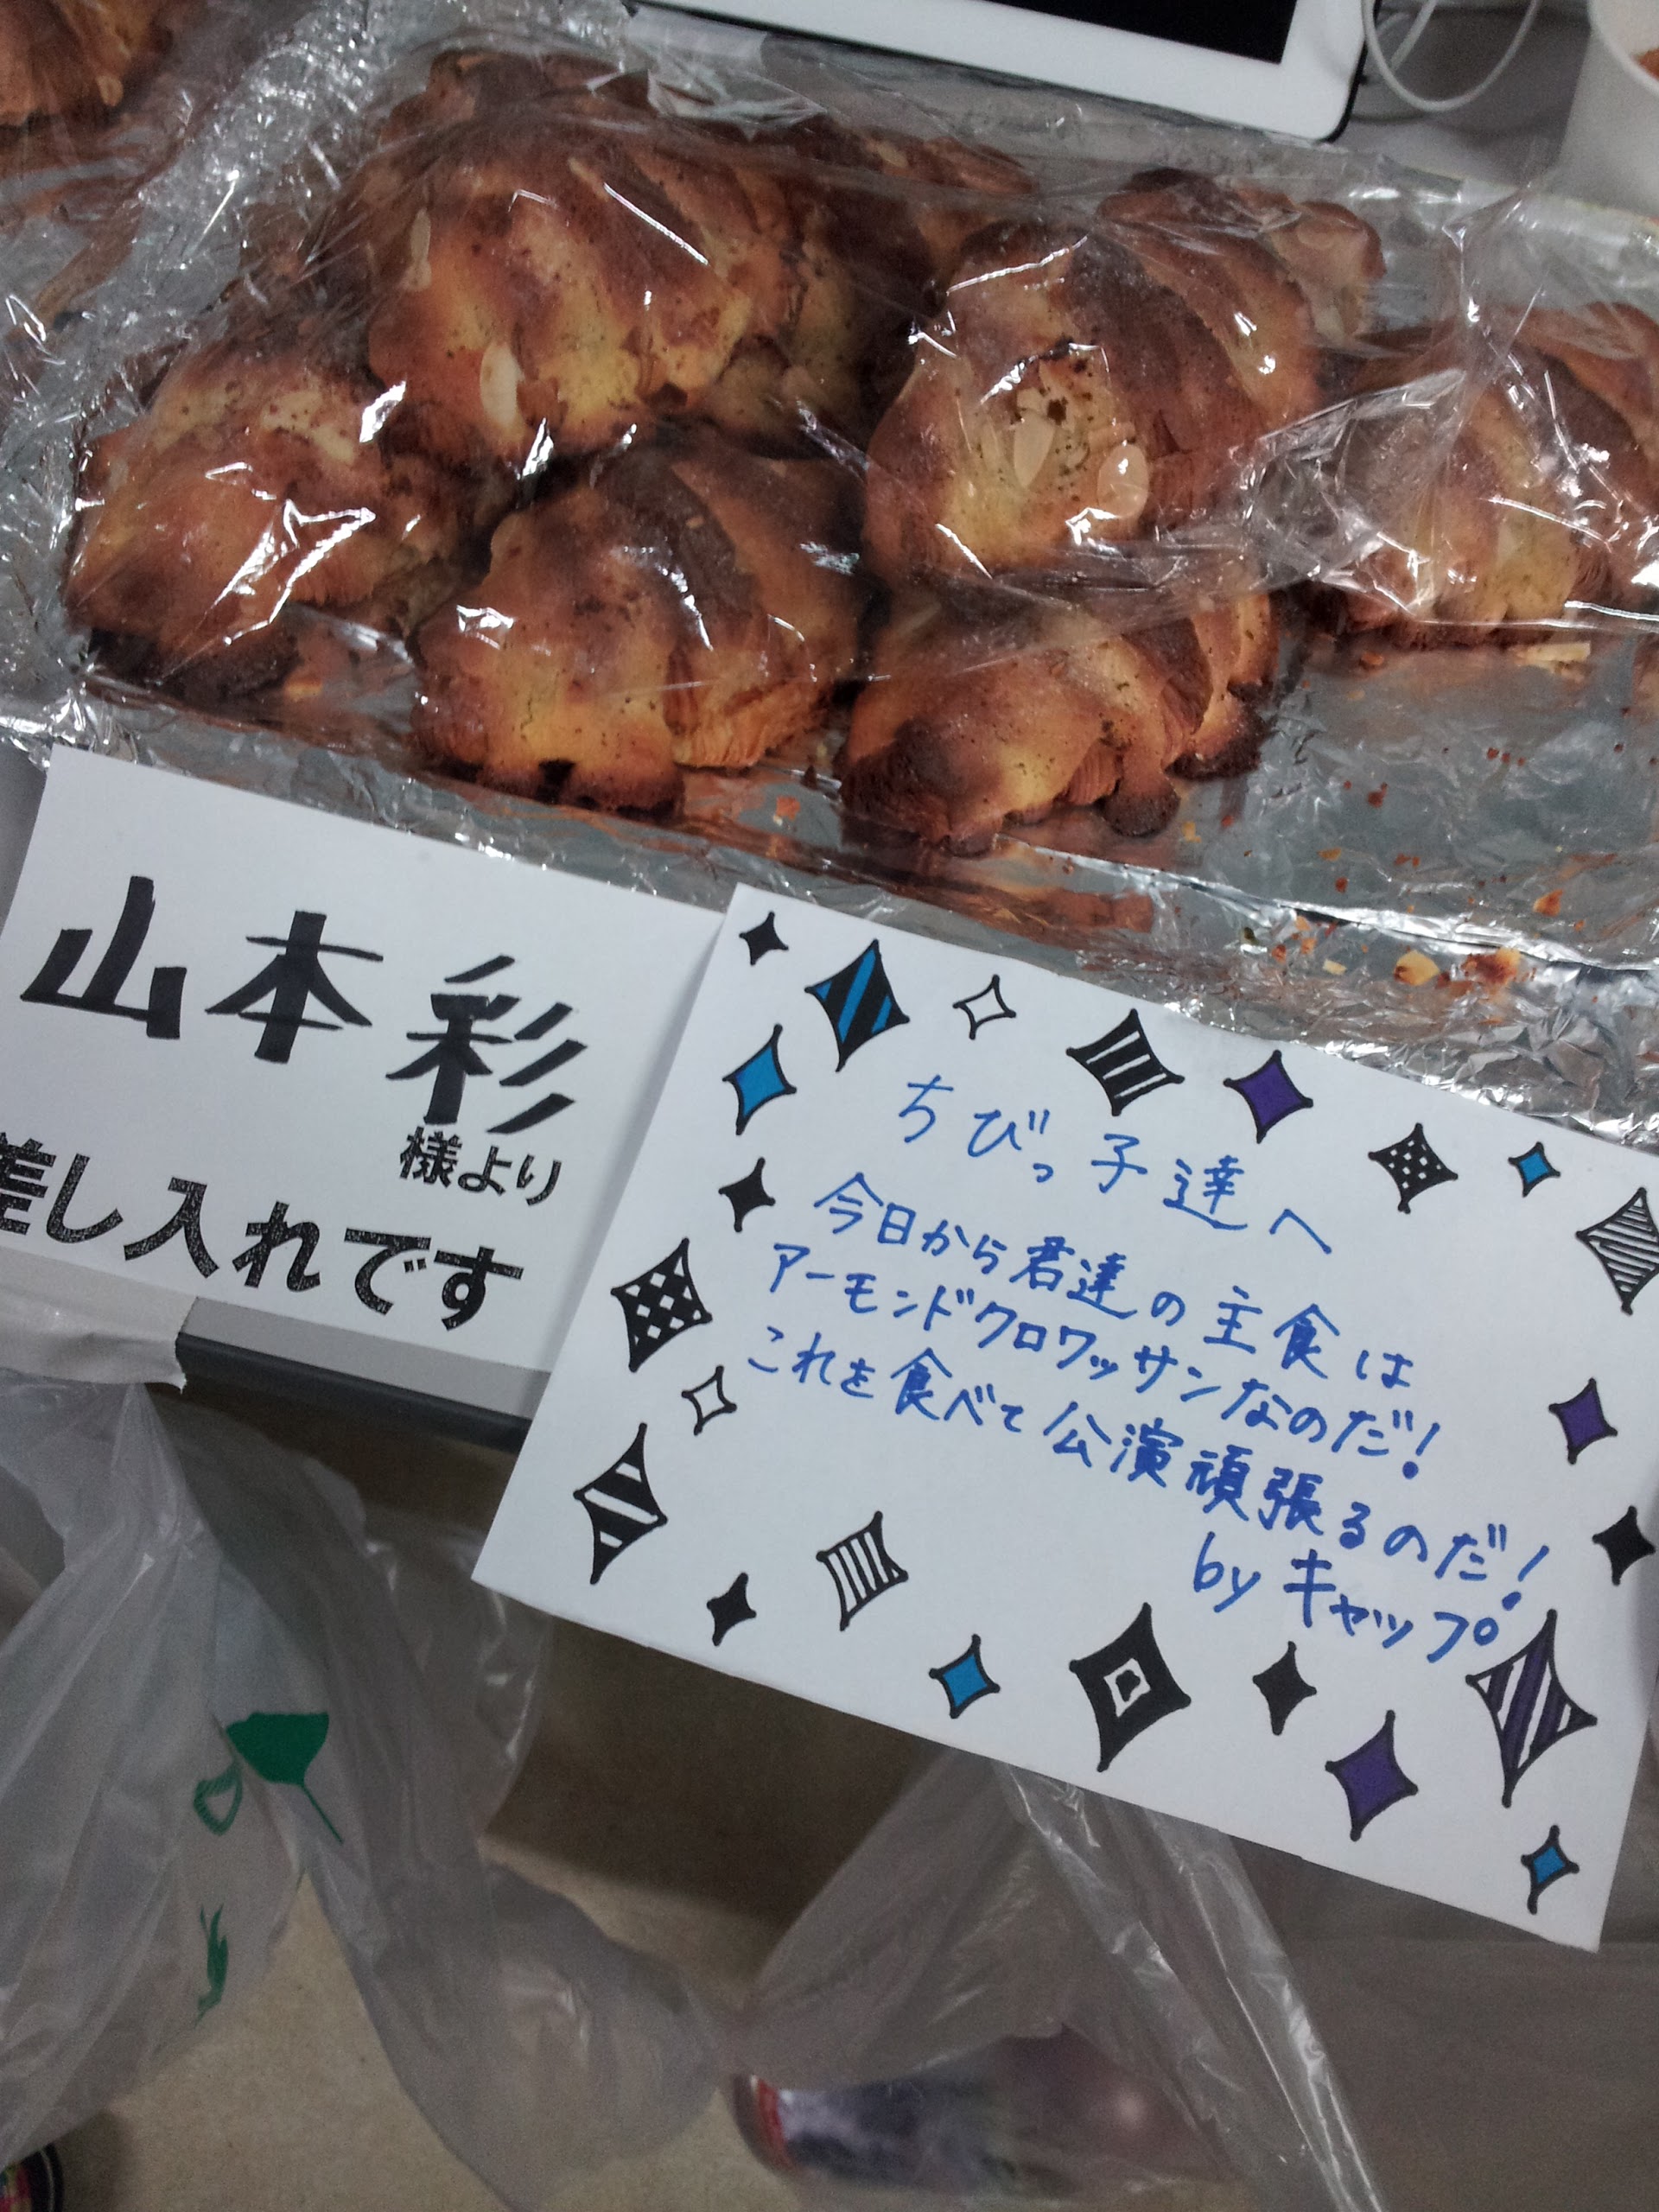 山本彩
様より
差し入れです
ちびっ子達へ
今日から君達の主食は
アーモンドクロワッサンなのだ!
これを食べて公演頑張るのだ!
by キャップ